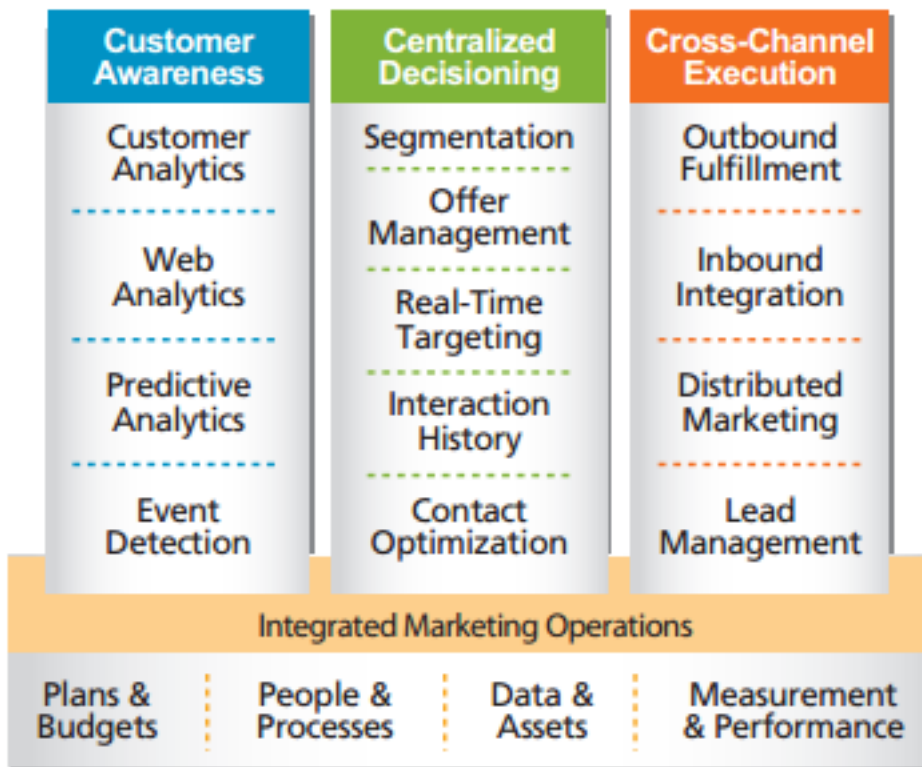 Customer
Awareness
Customer
Analytics
Web
Analytics
Predictive
Analytics
Event
Detection
Centralized
Decisioning
Segmentation
Offer
Management
Real-Time
Targeting
Interaction
History
Contact
Optimization
Cross-Channel
Execution
Outbound
Fulfillment
Inbound
Integration
Distributed
Marketing
Lead
Management
Integrated Marketing Operations
Plans &
Budgets
People &
Processes
Data &
Assets
Measurement
& Performance